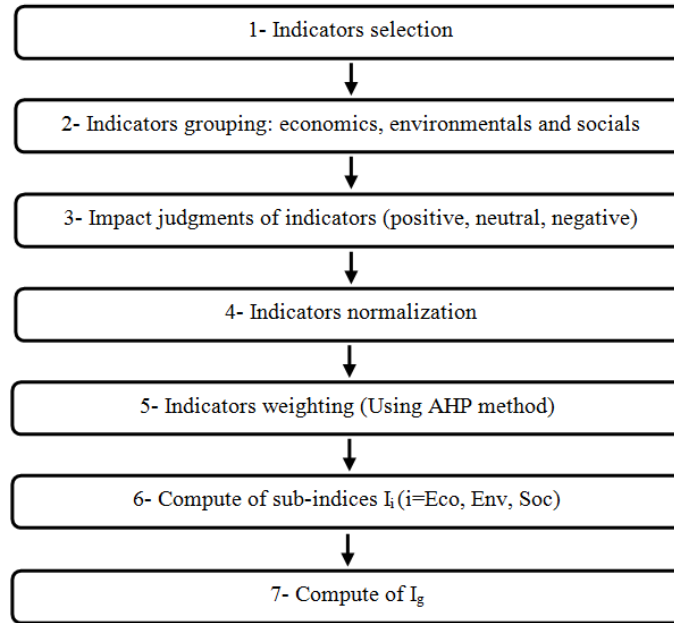 1- Indicators selection
2- Indicators grouping: economics, environmentals and socials
3- Impact judgments of indicators (positive, neutral, negative)
4- Indicators normalization
5- Indicators weighting (Using AHP method)
6- Compute of sub-indices Iᵢ (i=Eco, Env, Soc)
7- Compute of I_g